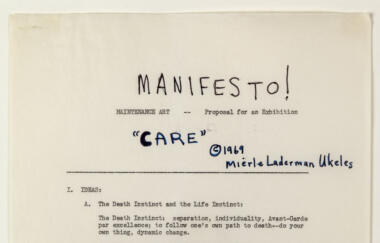 MANIFESTO!
MAINTENANCE ART -- Proposal for an Exhibition
"CARE"
©1969
Mierle Laderman Ukeles
I. IDEAS:
A. The Death Instinct and the Life Instinct:
The Death Instinct: separation, individuality, Avant-Garde
par excellence; to follow one's own path to death--do your
own thing, dynamic change.